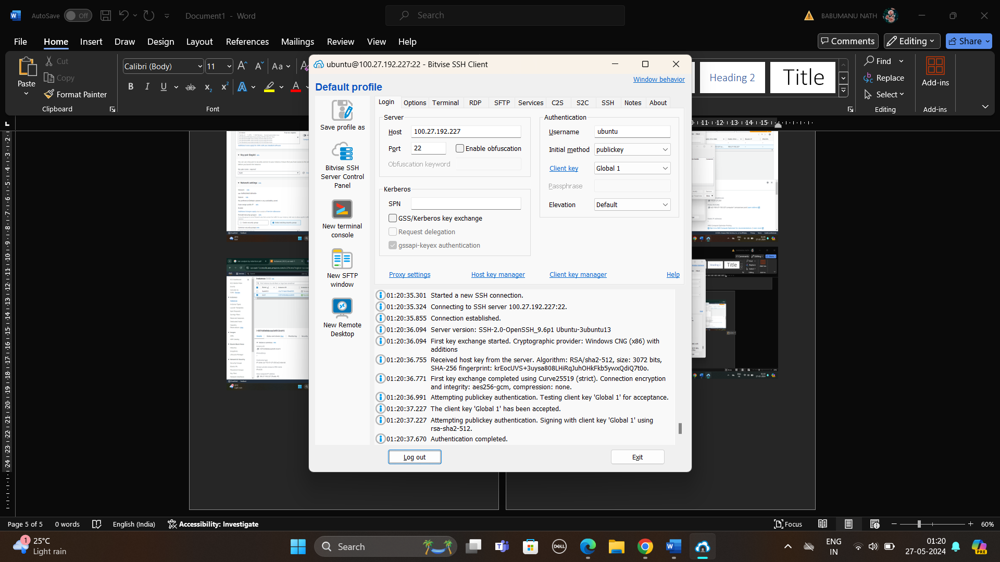 AutoSave Off Document1 - Word Search BABUMANU NATH
File Home Insert Draw Design Layout References Mailings Review View Help Comments Editing Share
Paste Cut Copy Format Painter
Clipboard
Calibri (Body) 11 Aa
B I U ab x₂ x² A A
Font
Heading 2 Title
Find
Replace
Select
Editing
Add-ins
Add-ins
ubuntu@100.27.192.227:22 - Bitvise SSH Client
Window behavior
Default profile
Save profile as
Bitvise SSH
Server Control
Panel
New terminal
console
New SFTP
window
New Remote
Desktop
Login Options Terminal RDP SFTP Services C2S S2C SSH Notes About
Server
Host 100.27.192.227
Port 22 Enable obfuscation
Obfuscation keyword
Kerberos
SPN
GSS/Kerberos key exchange
Request delegation
gssapi-keyex authentication
Authentication
Username ubuntu
Initial method publickey
Client key Global 1
Passphrase
Elevation Default
Proxy settings Host key manager Client key manager Help
01:20:35.301 Started a new SSH connection.
01:20:35.324 Connecting to SSH server 100.27.192.227:22.
01:20:35.855 Connection established.
01:20:36.094 Server version: SSH-2.0-OpenSSH_9.6p1 Ubuntu-3ubuntu13
01:20:36.094 First key exchange started. Cryptographic provider: Windows CNG (x86) with
additions
01:20:36.755 Received host key from the server. Algorithm: RSA/sha2-512, size: 3072 bits,
SHA-256 fingerprint: krEocUVS+3uysa808LHiRqJuhOHkFkb5ywxQdiQ7t0o.
01:20:36.771 First key exchange completed using Curve25519 (strict). Connection encryption
and integrity: aes256-gcm, compression: none.
01:20:36.991 Attempting publickey authentication. Testing client key 'Global 1' for acceptance.
01:20:37.227 The client key 'Global 1' has been accepted.
01:20:37.227 Attempting publickey authentication. Signing with client key 'Global 1' using
rsa-sha2-512.
01:20:37.670 Authentication completed.
Log out Exit
Page 5 of 5 0 words English (India) Accessibility: Investigate Focus 60%
1 25°C
Light rain
Search
DELL
ENG
IN
01:20
27-05-2024
PRE